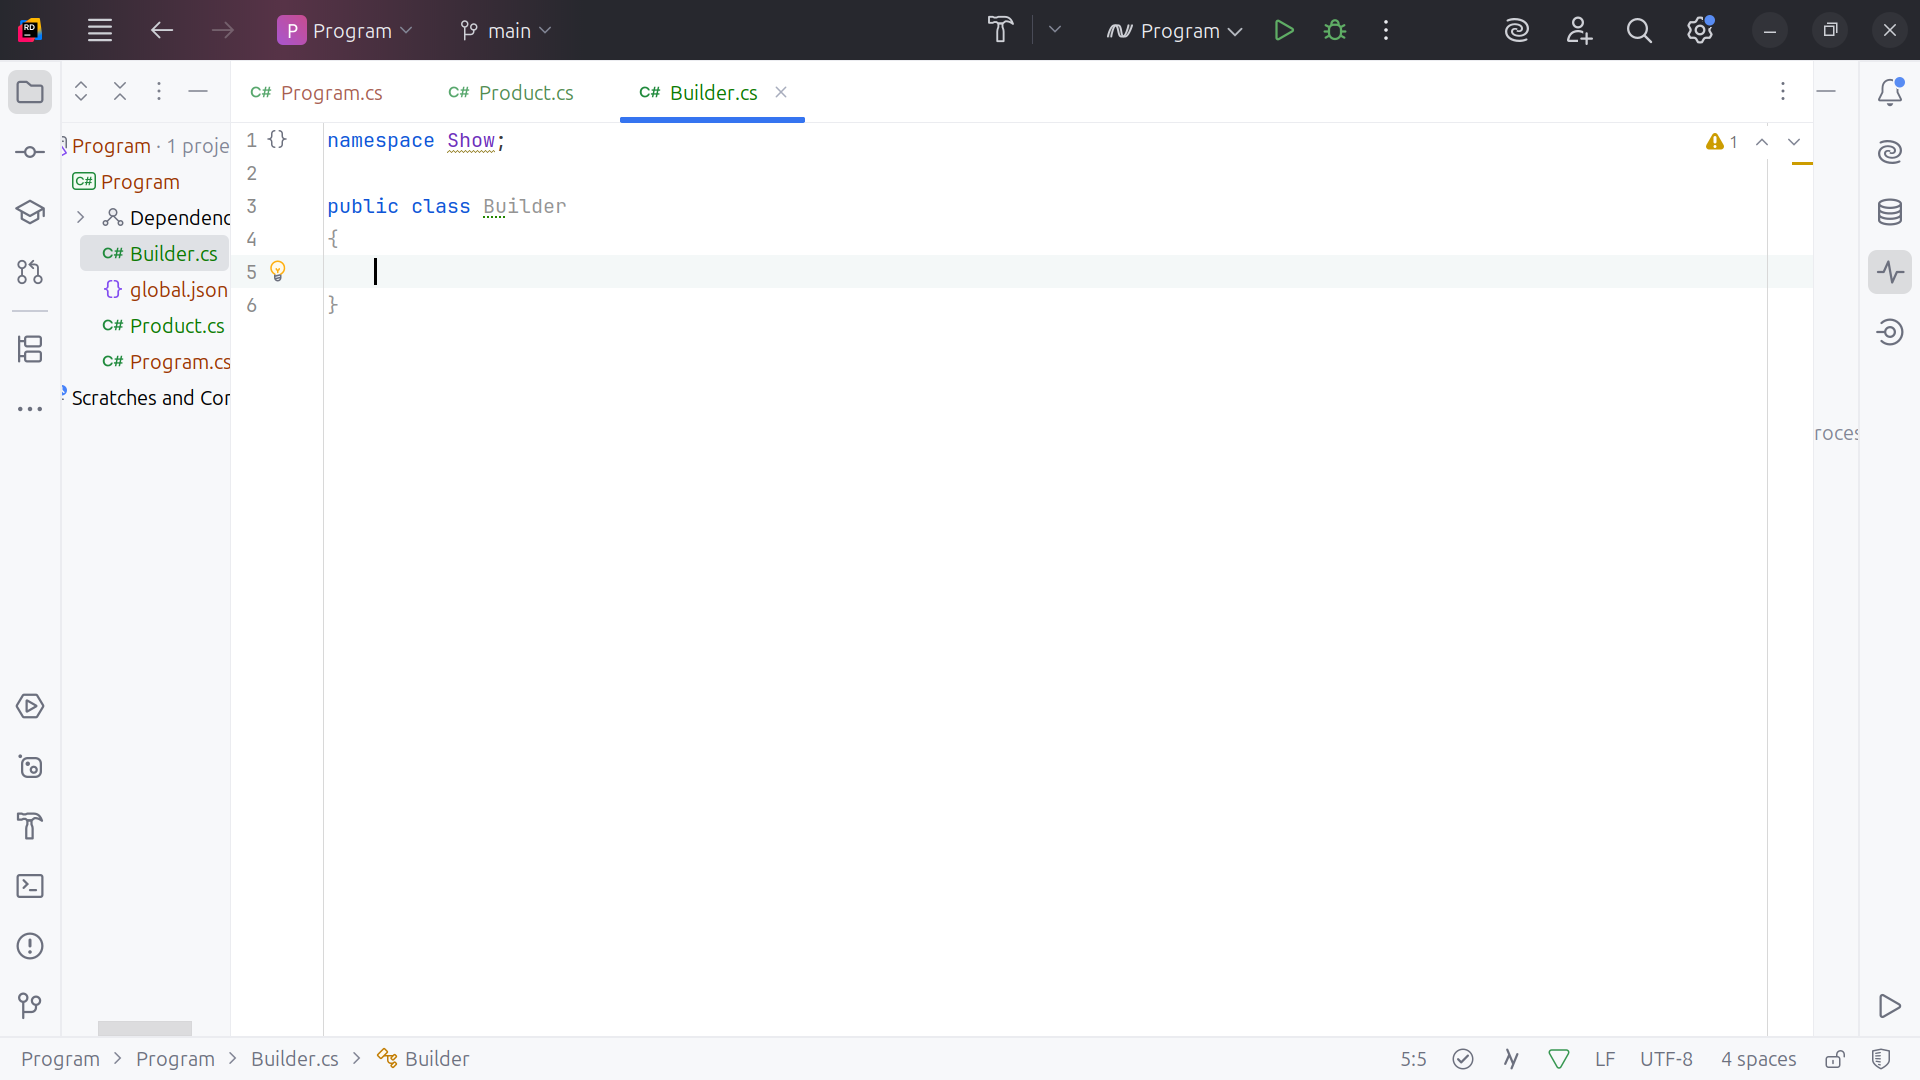 P Program main Program
Program.cs Product.cs Builder.cs
Program · 1 proje
Program
Dependenc
Builder.cs
global.json
Product.cs
Program.cs
Scratches and Cor
1 {} namespace Show;
2
3 public class Builder
4 {
5
6 }
1
roces
Program > Program > Builder.cs > Builder
5:5 LF UTF-8 4 spaces